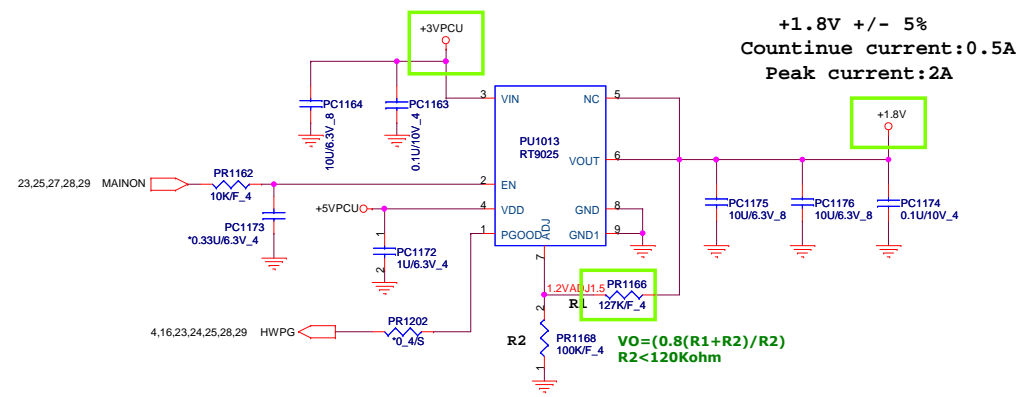 +1.8V +/- 5%
Countinue current:0.5A
Peak current:2A
+3VPCU
+1.8V
PC1164
10U/6.3V_8
PC1163
0.1U/10V_4
3
VIN
NC
5
PU1013
RT9025
VOUT
6
23,25,27,28,29
MAINON
PR1162
10K/F_4
2
EN
PC1173
*0.33U/6.3V_4
+5VPCU
4
VDD
GND
8
1
PGOOD
ADJ
GND1
9
PC1172
1U/6.3V_4
1
2
7
PC1175
10U/6.3V_8
PC1176
10U/6.3V_8
PC1174
0.1U/10V_4
1.2VADJ1.5
PR1166
R1
127K/F_4
4,16,23,24,25,28,29
HWPG
PR1202
*0_4/S
R2
2
1
PR1168
100K/F_4
VO=(0.8(R1+R2)/R2)
R2<120Kohm